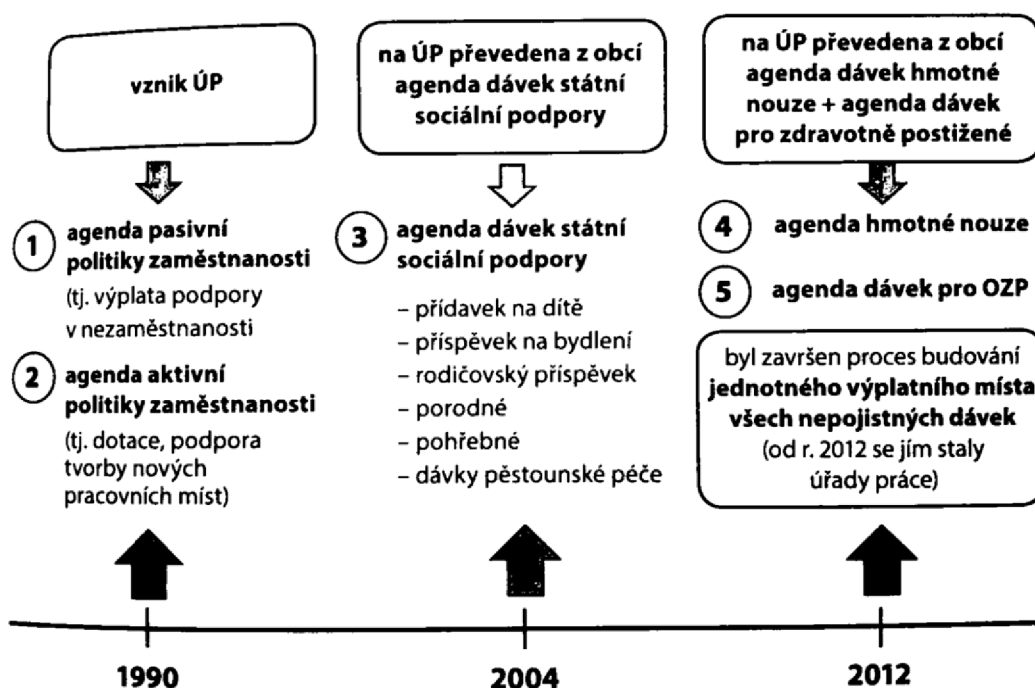 vznik ÚP
na ÚP převedena z obcí
agenda dávek státní
sociální podpory
na ÚP převedena z obcí
agenda dávek hmotné
nouze + agenda dávek
pro zdravotně postižené
1 agenda pasivní
politiky zaměstnanosti
(tj. výplata podpory
v nezaměstnanosti
2 agenda aktivní
politiky zaměstnanosti
(tj. dotace, podpora
tvorby nových
pracovních míst)
3 agenda dávek státní
sociální podpory
– přídavek na dítě
– příspěvek na bydlení
– rodičovský příspěvek
– porodné
– pohřebné
– dávky pěstounské péče
4 agenda hmotné nouze
5 agenda dávek pro OZP
byl završen proces budování
jednotného výplatního místa
všech nepojistných dávek
(od r. 2012 se jím staly
úřady práce)
1990
2004
2012